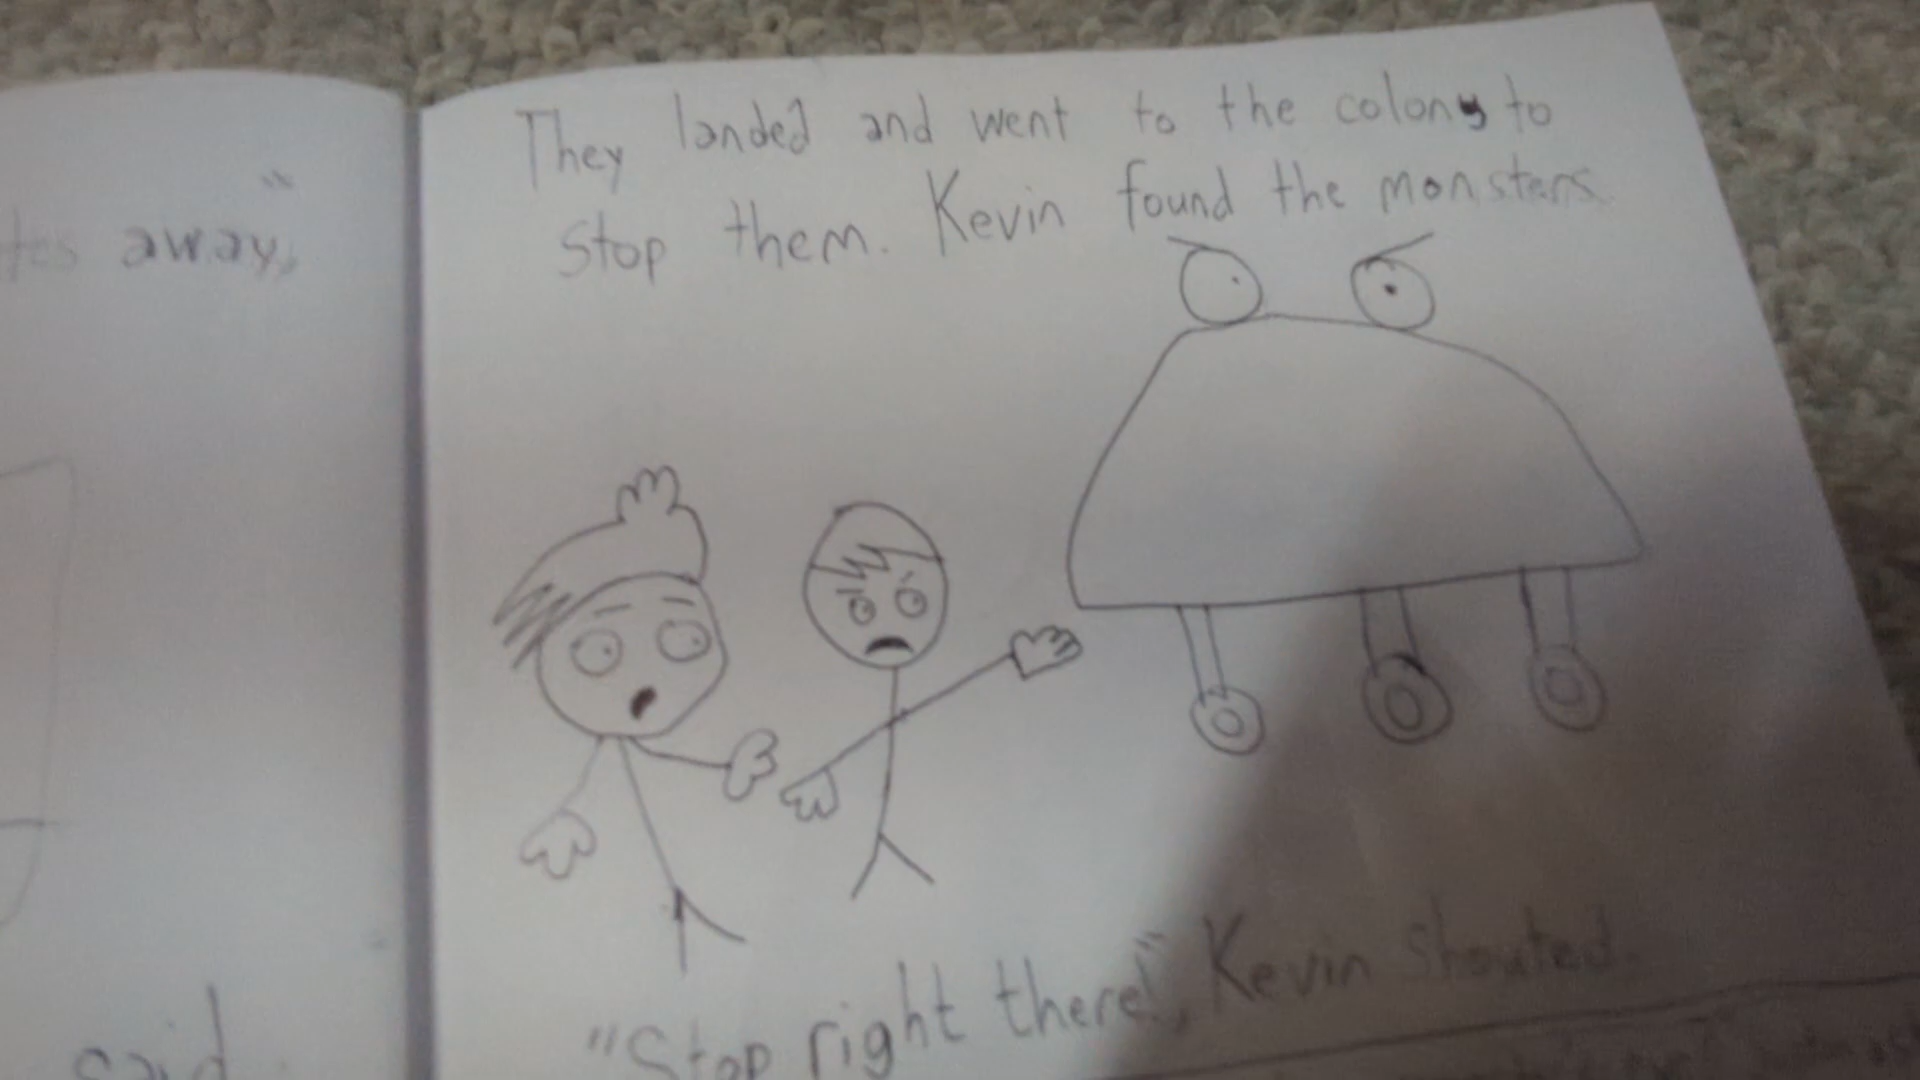 away,"
said
They landed and went to the colony to
stop them. Kevin found the monsters.
"Stop right there!", Kevin shouted.